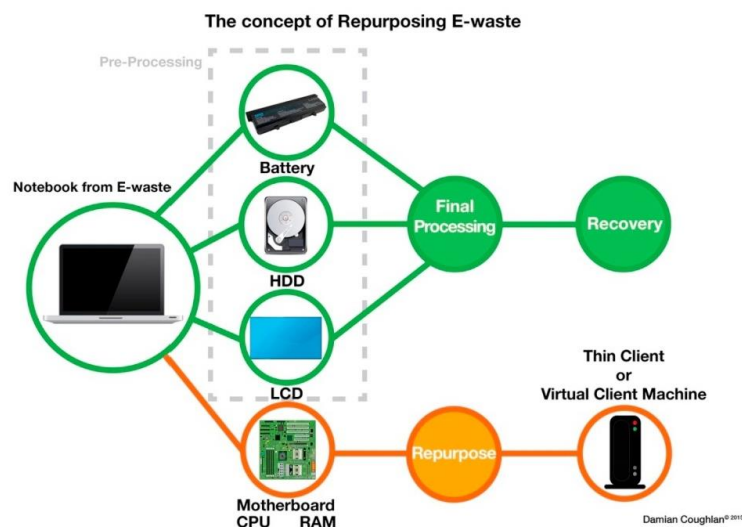 The concept of Repurposing E-waste
Pre-Processing
Battery
Notebook from E-waste
HDD
LCD
Final
Processing
Recovery
Thin Client
or
Virtual Client Machine
Motherboard
CPU RAM
Repurpose
Damian Coughlan©